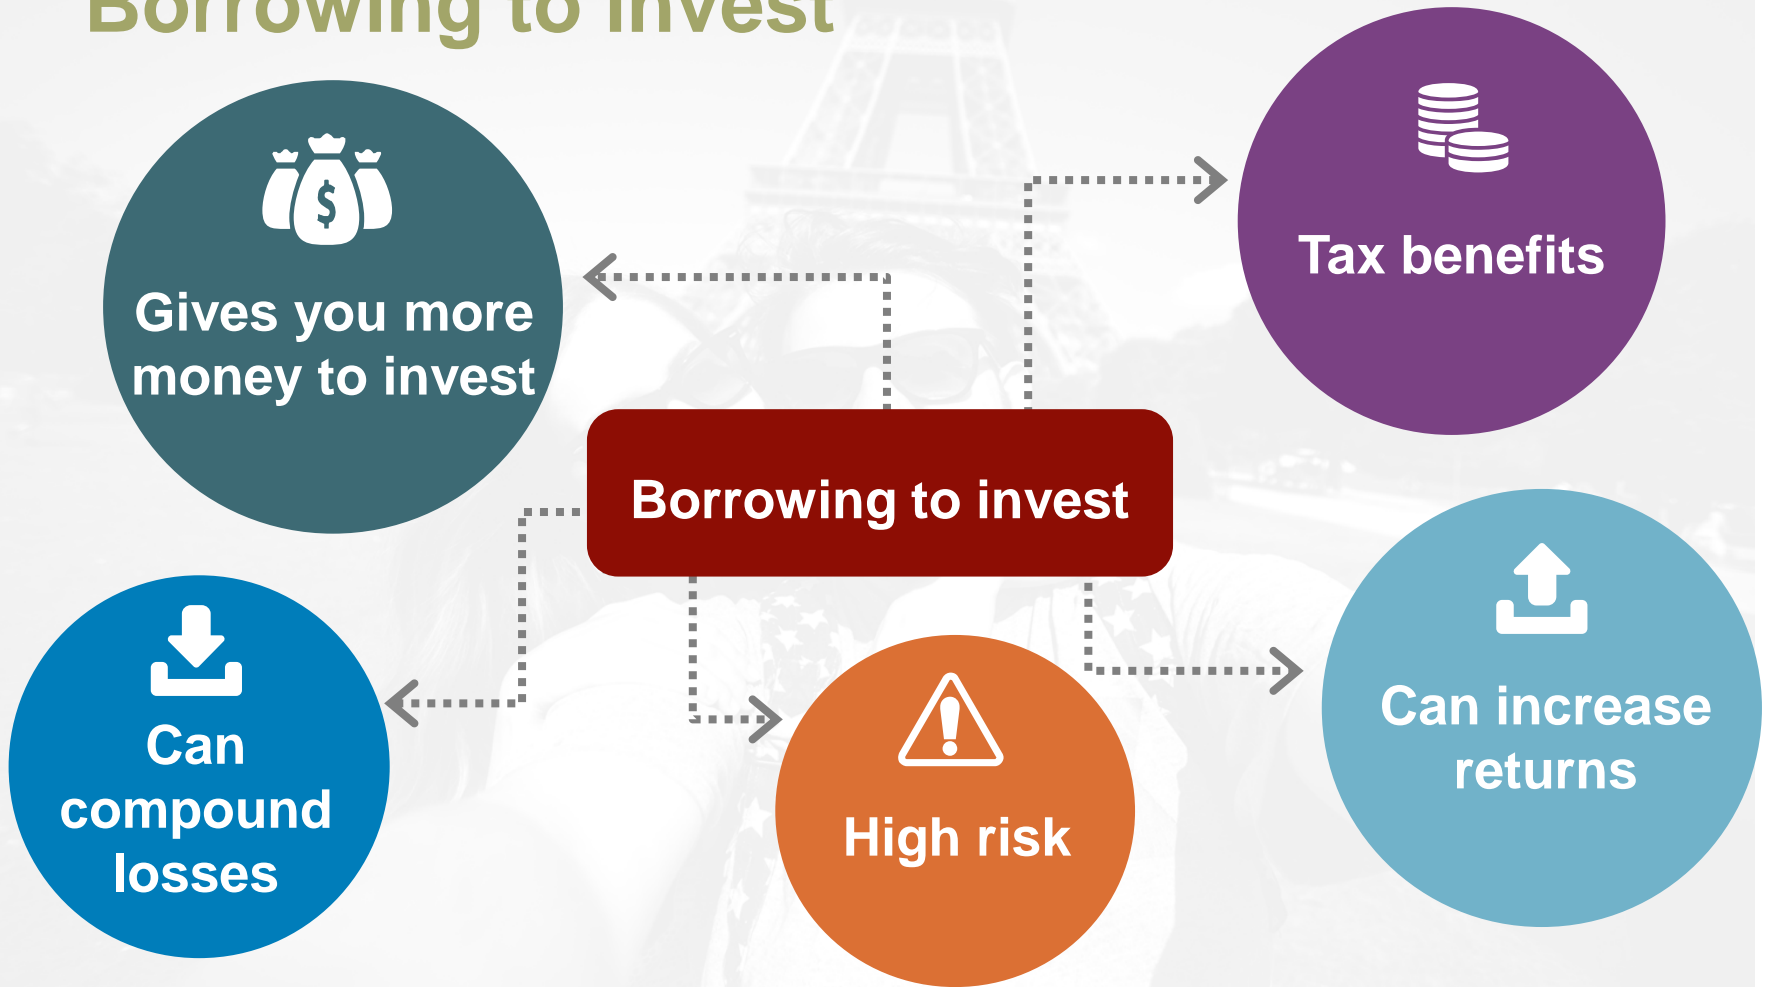 Borrowing to invest
Tax benefits
Gives you more
money to invest
$
Borrowing to invest
Can increase
returns
Can
compound
losses
High risk